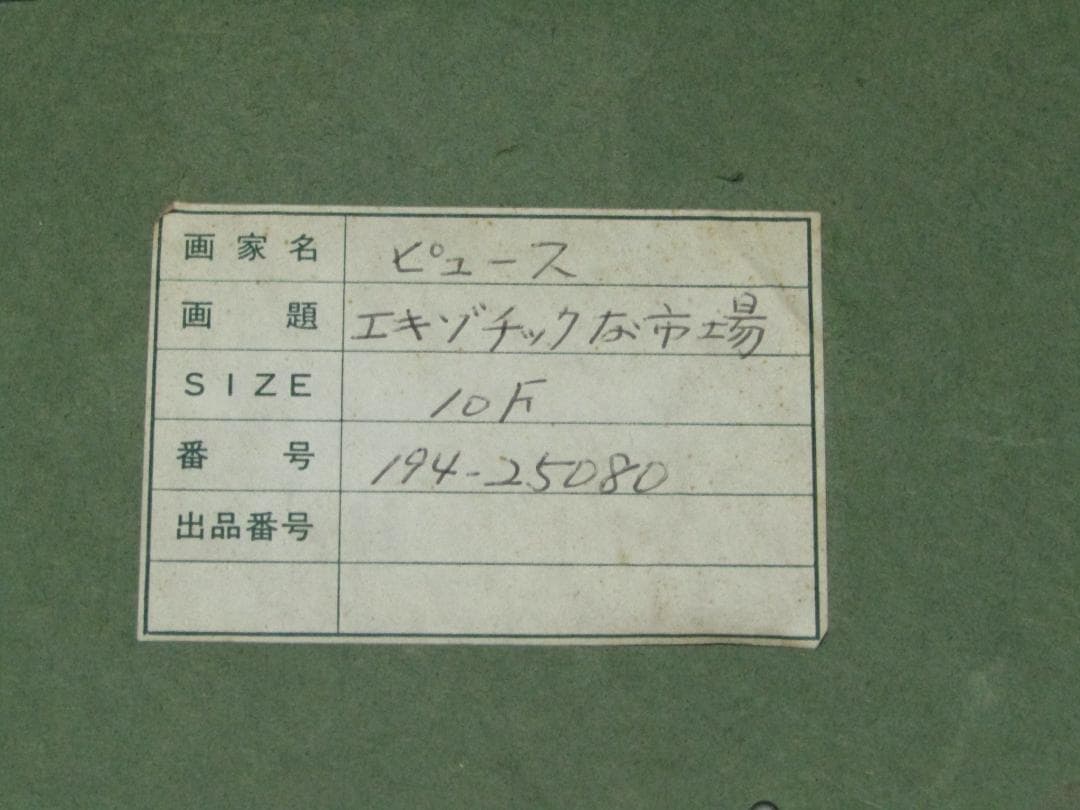 画家名 ピュース
画題 エキゾチックな市場
SIZE 10F
番号 194-25080
出品番号